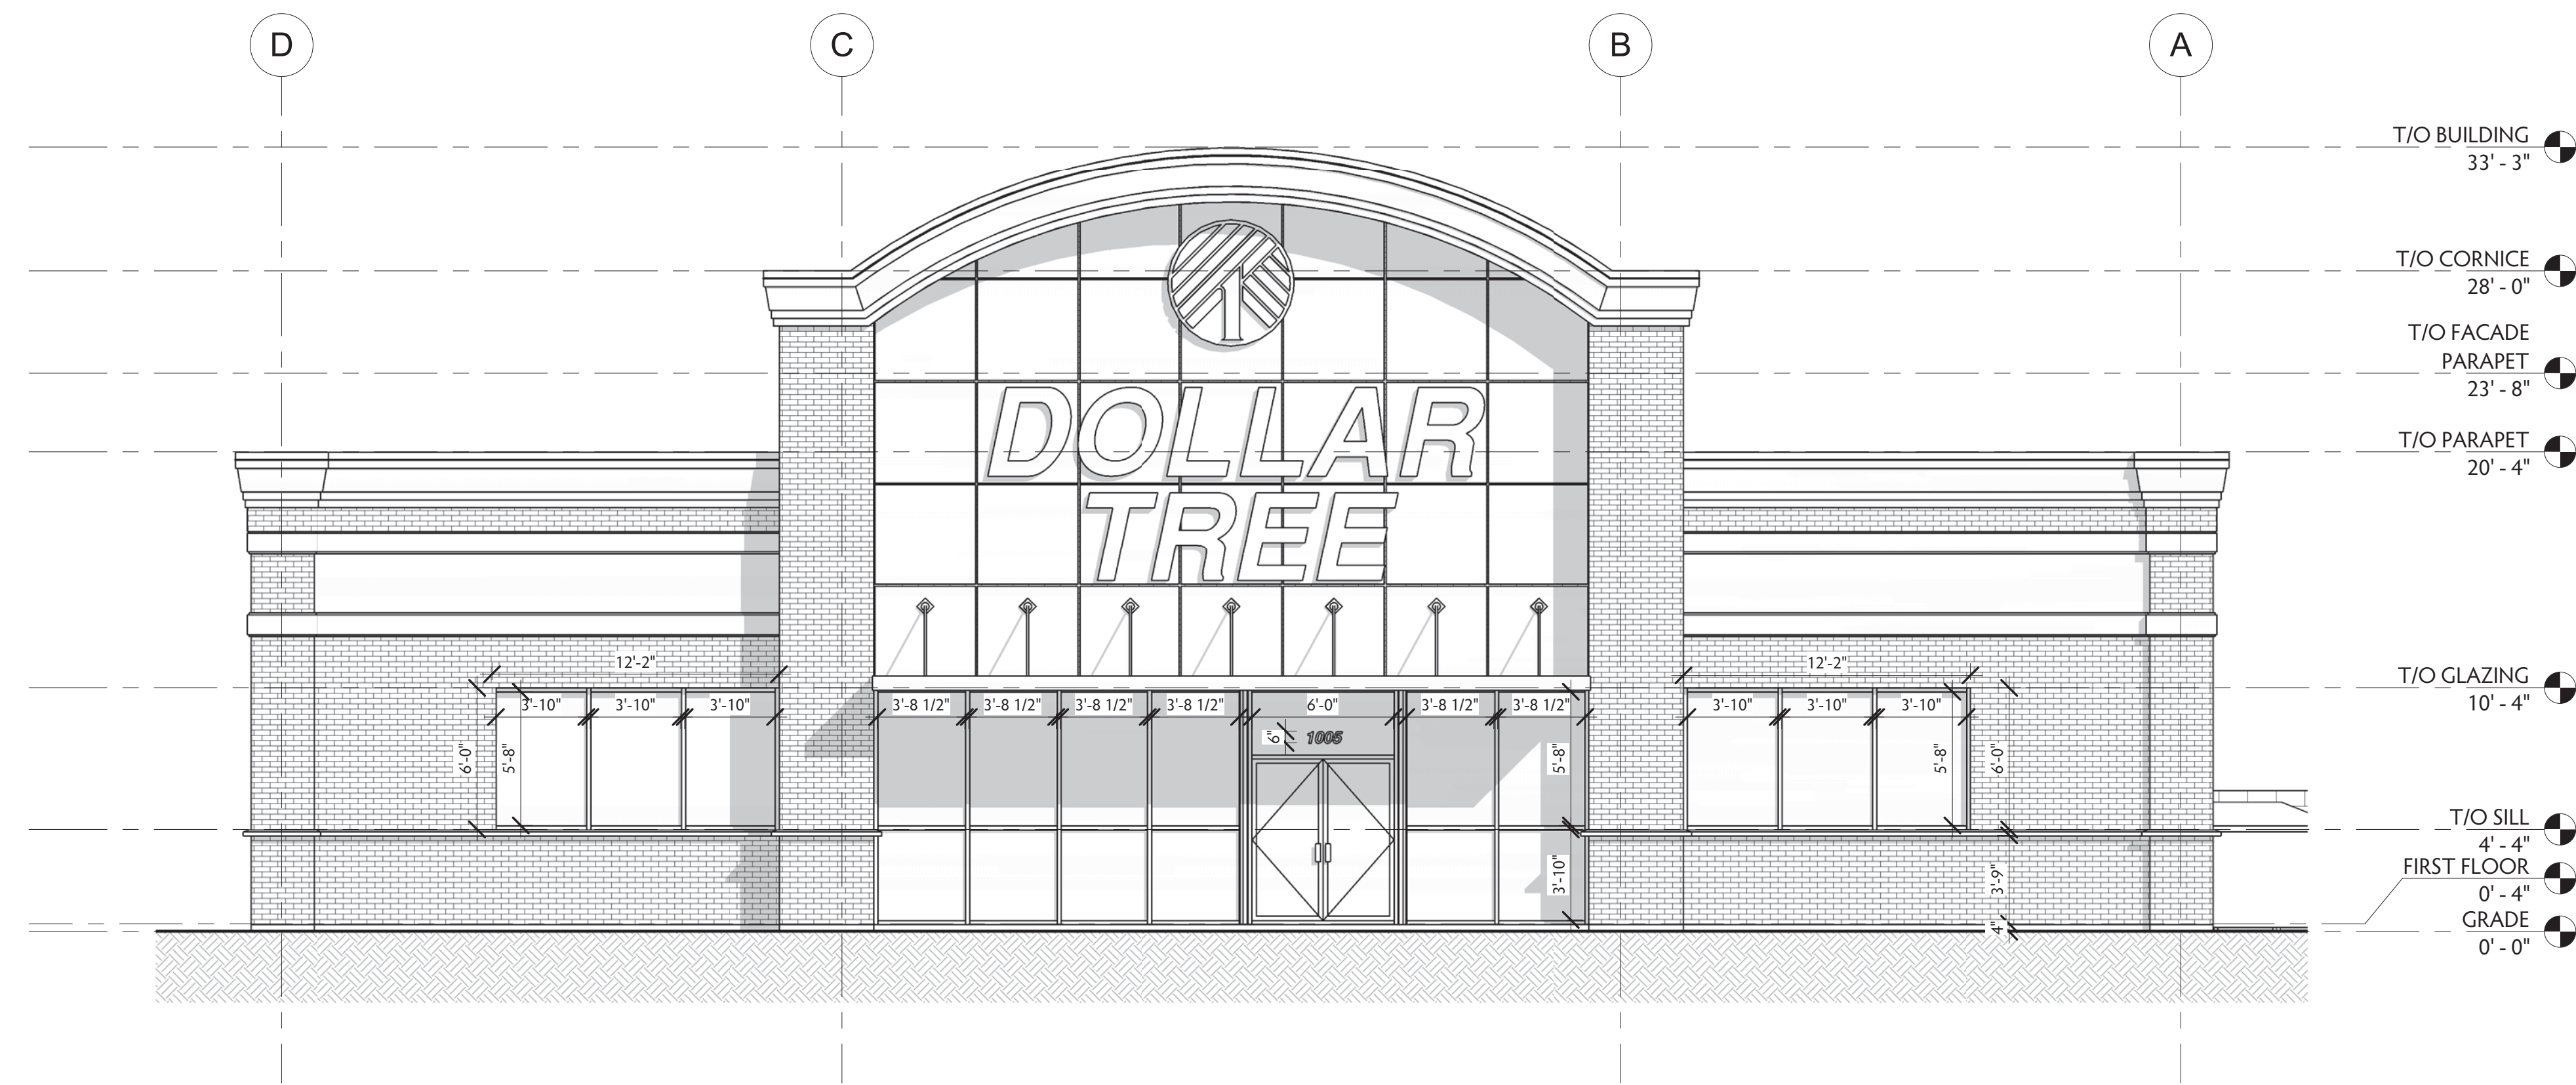 D C B A
T/O BUILDING
33' - 3"
T/O CORNICE
28' - 0"
T/O FACADE
PARAPET
23' - 8"
DOLLAR
TREE
T/O PARAPET
20' - 4"
12'-2"
12'-2"
T/O GLAZING
10' - 4"
3'-10" 3'-10" 3'-10" 3'-8 1/2" 3'-8 1/2" 3'-8 1/2" 3'-8 1/2" 6'-0" 3'-8 1/2" 3'-8 1/2" 3'-10" 3'-10" 3'-10"
6" 1005
6'-0" 5'-8" 5'-8" 5'-8" 6'-0"
T/O SILL
4' - 4"
3'-10" 3'-9"
FIRST FLOOR
0' - 4"
4"
GRADE
0' - 0"